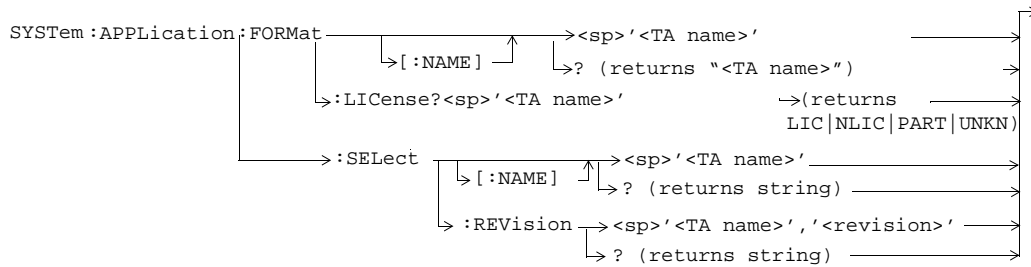 SYSTem:APPLication:FORMat <sp>'<TA name>'
[:NAME] ? (returns "<TA name>")
:LICense?<sp>'<TA name>' (returns
LIC|NLIC|PART|UNKN)
:SELect <sp>'<TA name>'
[:NAME] ? (returns string)
:REVision <sp>'<TA name>','<revision>'
? (returns string)